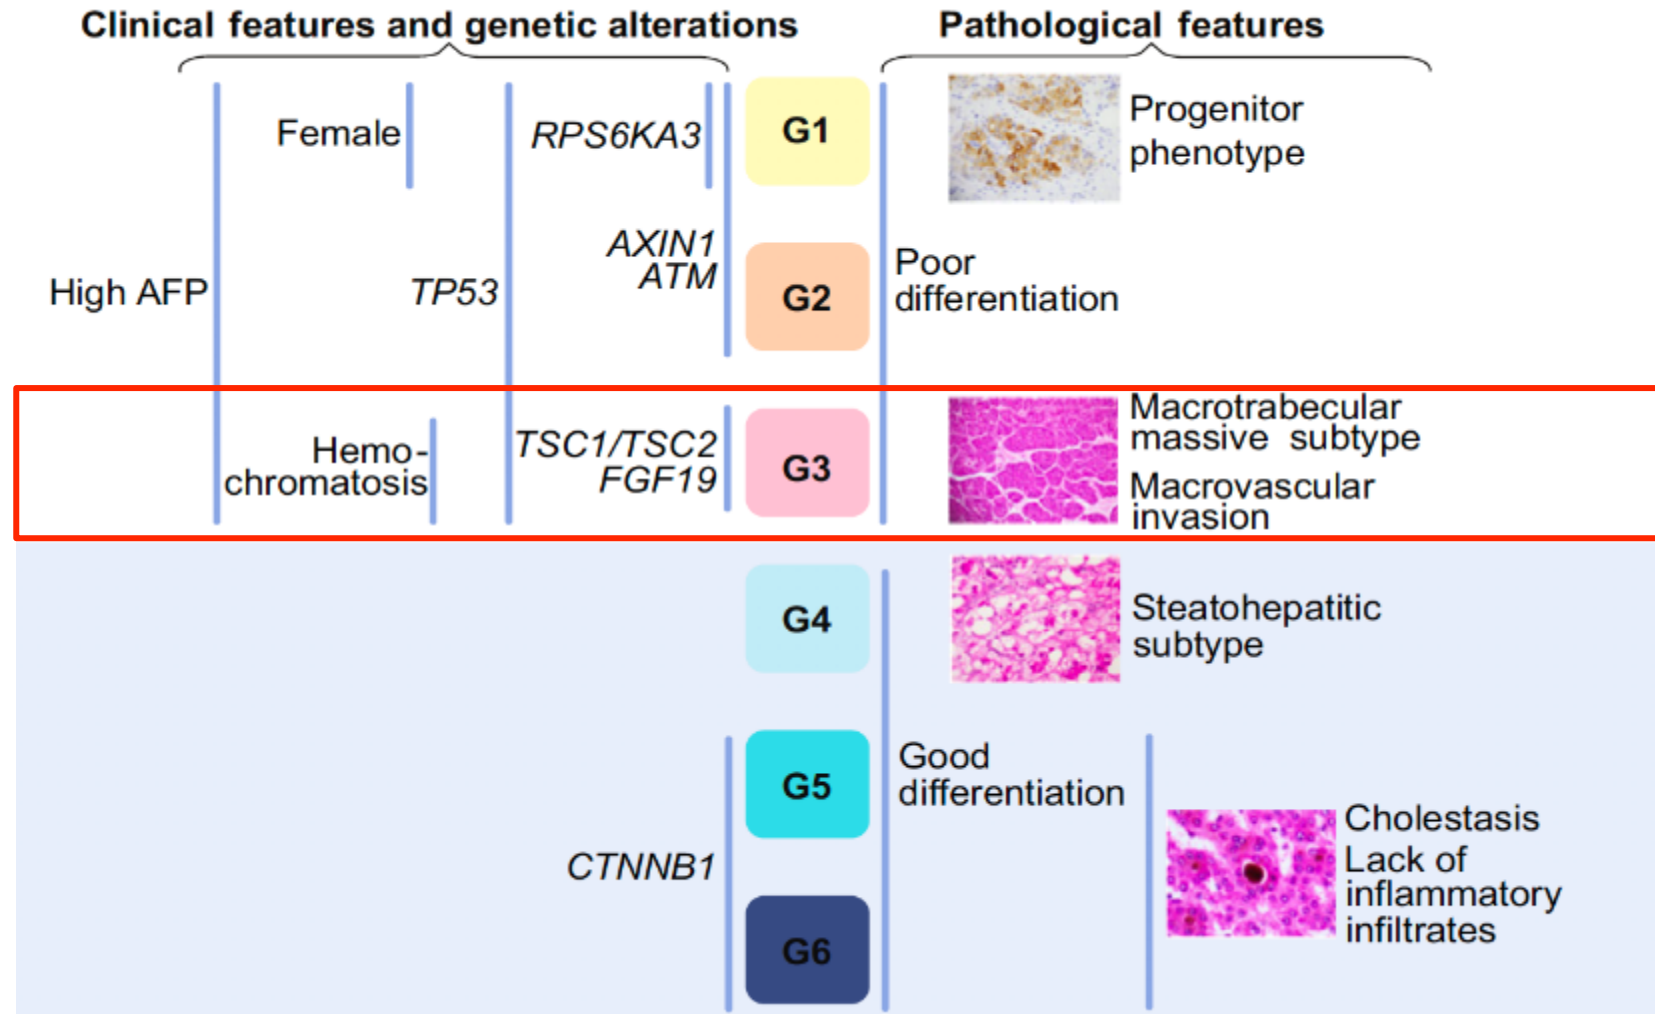 Clinical features and genetic alterations
Pathological features
Female
RPS6KA3
G1
Progenitor
phenotype
High AFP
TP53
AXIN1
ATM
G2
Poor
differentiation
Hemo-
chromatosis
TSC1/TSC2
FGF19
G3
Macrotrabecular
massive subtype
Macrovascular
invasion
G4
Steatohepatitic
subtype
G5
Good
differentiation
CTNNB1
Cholestasis
Lack of
inflammatory
infiltrates
G6